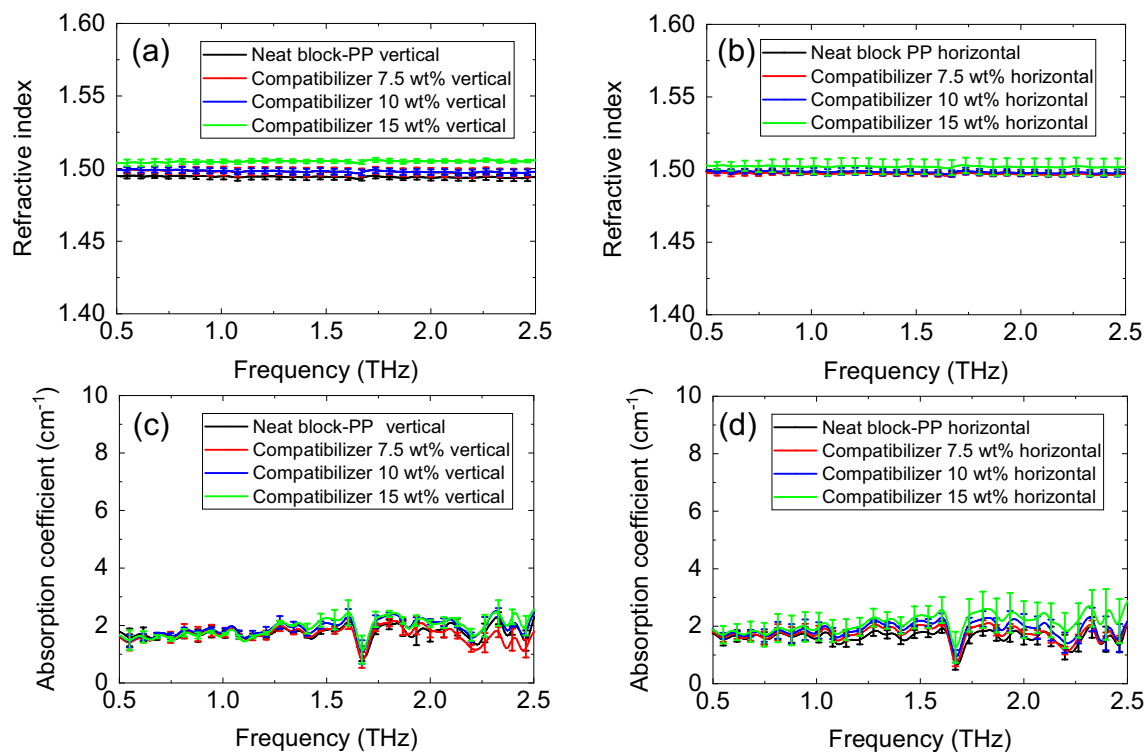 (a)
Neat block-PP vertical
Compatibilizer 7.5 wt% vertical
Compatibilizer 10 wt% vertical
Compatibilizer 15 wt% vertical
Refractive index
1.60
1.55
1.50
1.45
1.40
0.5 1.0 1.5 2.0 2.5
Frequency (THz)
(b)
Neat block PP horizontal
Compatibilizer 7.5 wt% horizontal
Compatibilizer 10 wt% horizontal
Compatibilizer 15 wt% horizontal
Refractive index
1.60
1.55
1.50
1.45
1.40
0.5 1.0 1.5 2.0 2.5
Frequency (THz)
(c)
Neat block-PP vertical
Compatibilizer 7.5 wt% vertical
Compatibilizer 10 wt% vertical
Compatibilizer 15 wt% vertical
Absorption coefficient (cm⁻¹)
10
8
6
4
2
0
0.5 1.0 1.5 2.0 2.5
Frequency (THz)
(d)
Neat block-PP horizontal
Compatibilizer 7.5 wt% horizontal
Compatibilizer 10 wt% horizontal
Compatibilizer 15 wt% horizontal
Absorption coefficient (cm⁻¹)
10
8
6
4
2
0
0.5 1.0 1.5 2.0 2.5
Frequency (THz)